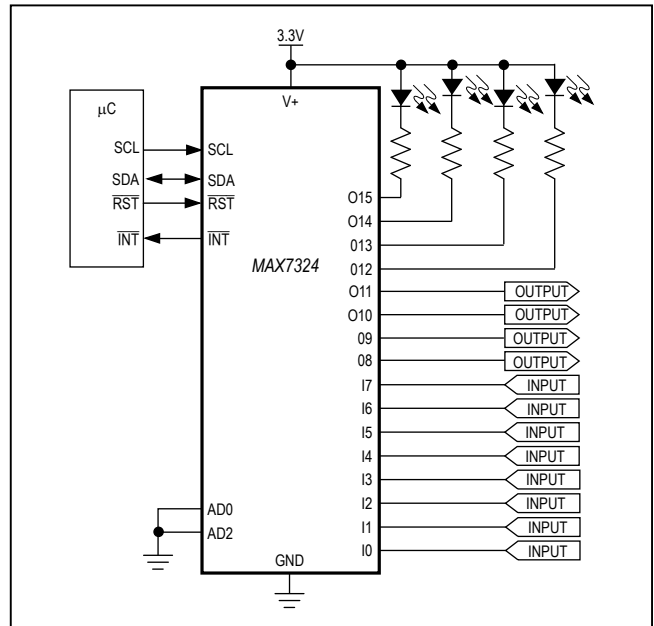 3.3V
V+
μC
SCL
SDA
RST
INT
SCL
SDA
RST
INT
MAX7324
AD0
AD2
GND
O15
O14
013
012
O11
O10
09
08
I7
I6
I5
I4
I3
I2
I1
I0
OUTPUT
OUTPUT
OUTPUT
OUTPUT
INPUT
INPUT
INPUT
INPUT
INPUT
INPUT
INPUT
INPUT